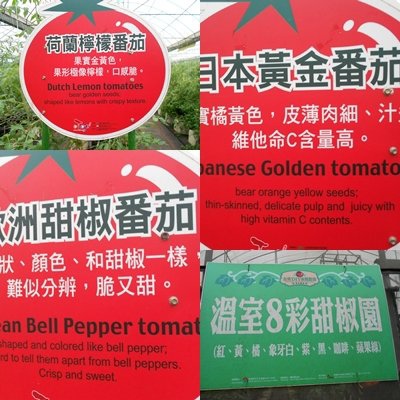 荷蘭檸檬番茄
果實金黃色，
果形極像檸檬，口感脆。
Dutch Lemon tomatoes
bear golden seeds;
shaped like lemons with crispy texture.
日本黃金番茄
實橘黃色，皮薄肉細、汁
維他命C含量高。
panese Golden tomato
bear orange yellow seeds;
thin-skinned, delicate pulp and juicy with
high vitamin C contents.
歐洲甜椒番茄
狀、顏色、和甜椒一樣
難似分辨，脆又甜。
ean Bell Pepper tomat
shaped and colored like bell pepper;
rd to tell them apart from bell peppers.
Crisp and sweet.
溫室8彩甜椒園
(紅、黃、橘、象牙白、紫、黑、咖啡、蘋果綠)